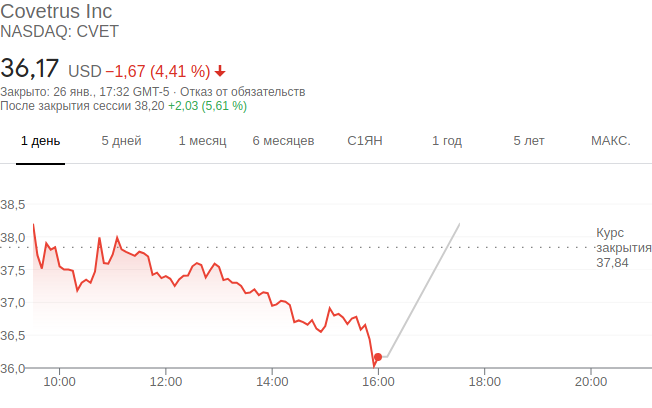 Covetrus Inc
NASDAQ: CVET
36,17 USD −1,67 (4,41 %)
Закрыто: 26 янв., 17:32 GMT-5 · Отказ от обязательств
После закрытия сессии 38,20 +2,03 (5,61 %)
1 день 5 дней 1 месяц 6 месяцев С1ЯН 1 год 5 лет МАКС.
38,5
38,0
37,5
37,0
36,5
36,0
Курс
закрытия
37,84
10:00 12:00 14:00 16:00 18:00 20:00